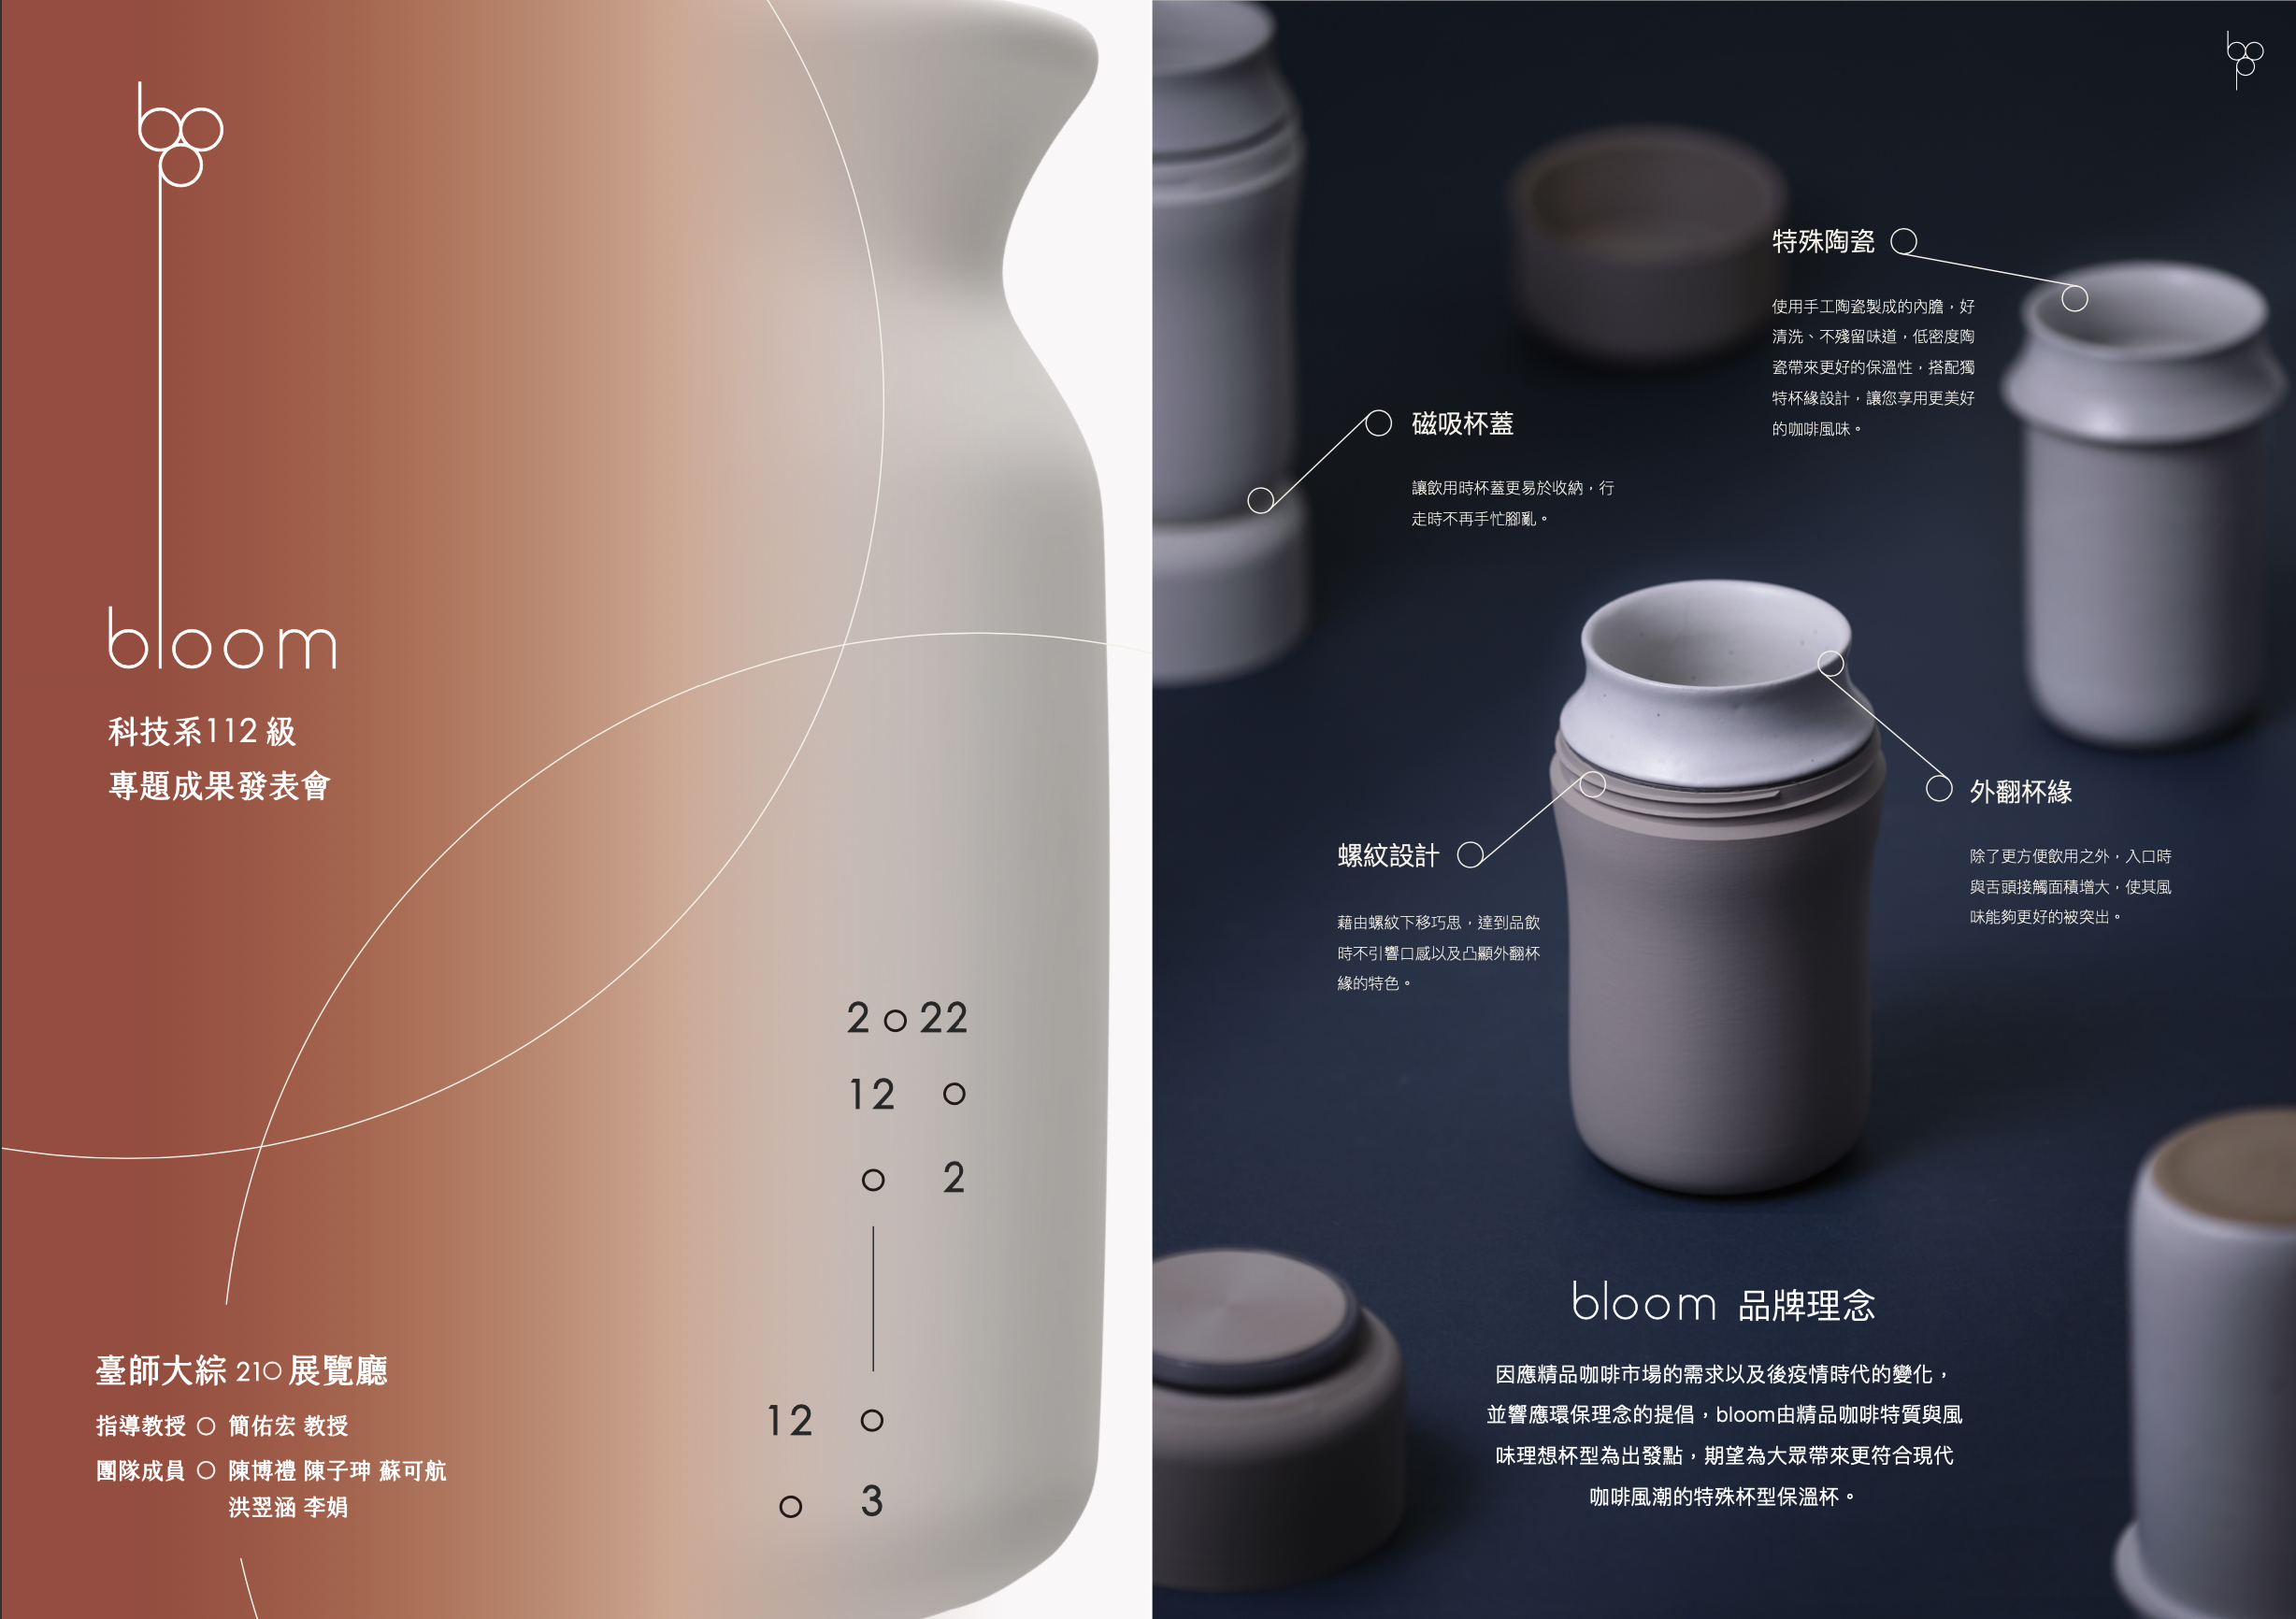 bloom
科技系112級
專題成果發表會
2022
12 0
0 2
12 0
0 3
臺師大綜210展覽廳
指導教授 ○ 簡佑宏 教授
團隊成員 ○ 陳博禮 陳子珅 蘇可航
洪翌涵 李娟
特殊陶瓷
使用手工陶瓷製成的內膽，好
清洗、不殘留味道，低密度陶
瓷帶來更好的保溫性，搭配獨
特杯緣設計，讓您享用更美好
的咖啡風味。
磁吸杯蓋
讓飲用時杯蓋更易於收納，行
走時不再手忙腳亂。
外翻杯緣
除了更方便飲用之外，入口時
與舌頭接觸面積增大，使其風
味能夠更好的被突出。
螺紋設計
藉由螺紋下移巧思，達到品飲
時不引響口感以及凸顯外翻杯
緣的特色。
bloom 品牌理念
因應精品咖啡市場的需求以及後疫情時代的變化，
並響應環保理念的提倡，bloom由精品咖啡特質與風
味理想杯型為出發點，期望為大眾帶來更符合現代
咖啡風潮的特殊杯型保溫杯。